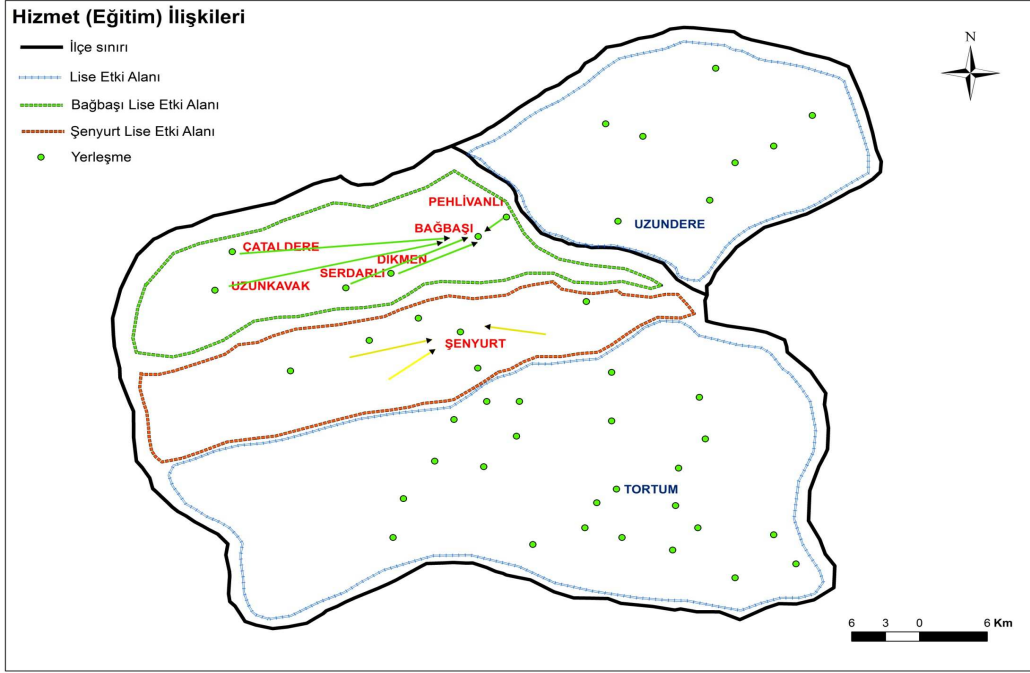 Hizmet (Eğitim) İlişkileri
İlçe sınırı
Lise Etki Alanı
Bağbaşı Lise Etki Alanı
Şenyurt Lise Etki Alanı
Yerleşme
N
PEHLİVANLI
BAĞBAŞI
UZUNDERE
ÇATALDERE
DİKMEN
SERDARLI
UZUNKAVAK
ŞENYURT
TORTUM
6 3 0 6 Km